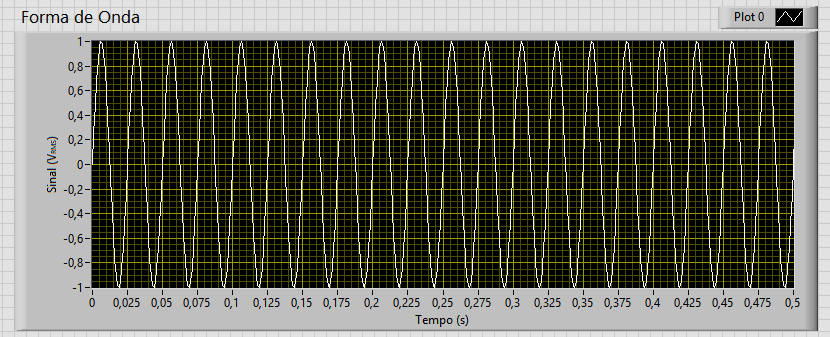 Forma de Onda
Plot 0
Sinal (VRMS)
1
0,8
0,6
0,4
0,2
0
-0,2
-0,4
-0,6
-0,8
-1
0 0,025 0,05 0,075 0,1 0,125 0,15 0,175 0,2 0,225 0,25 0,275 0,3 0,325 0,35 0,375 0,4 0,425 0,45 0,475 0,5
Tempo (s)